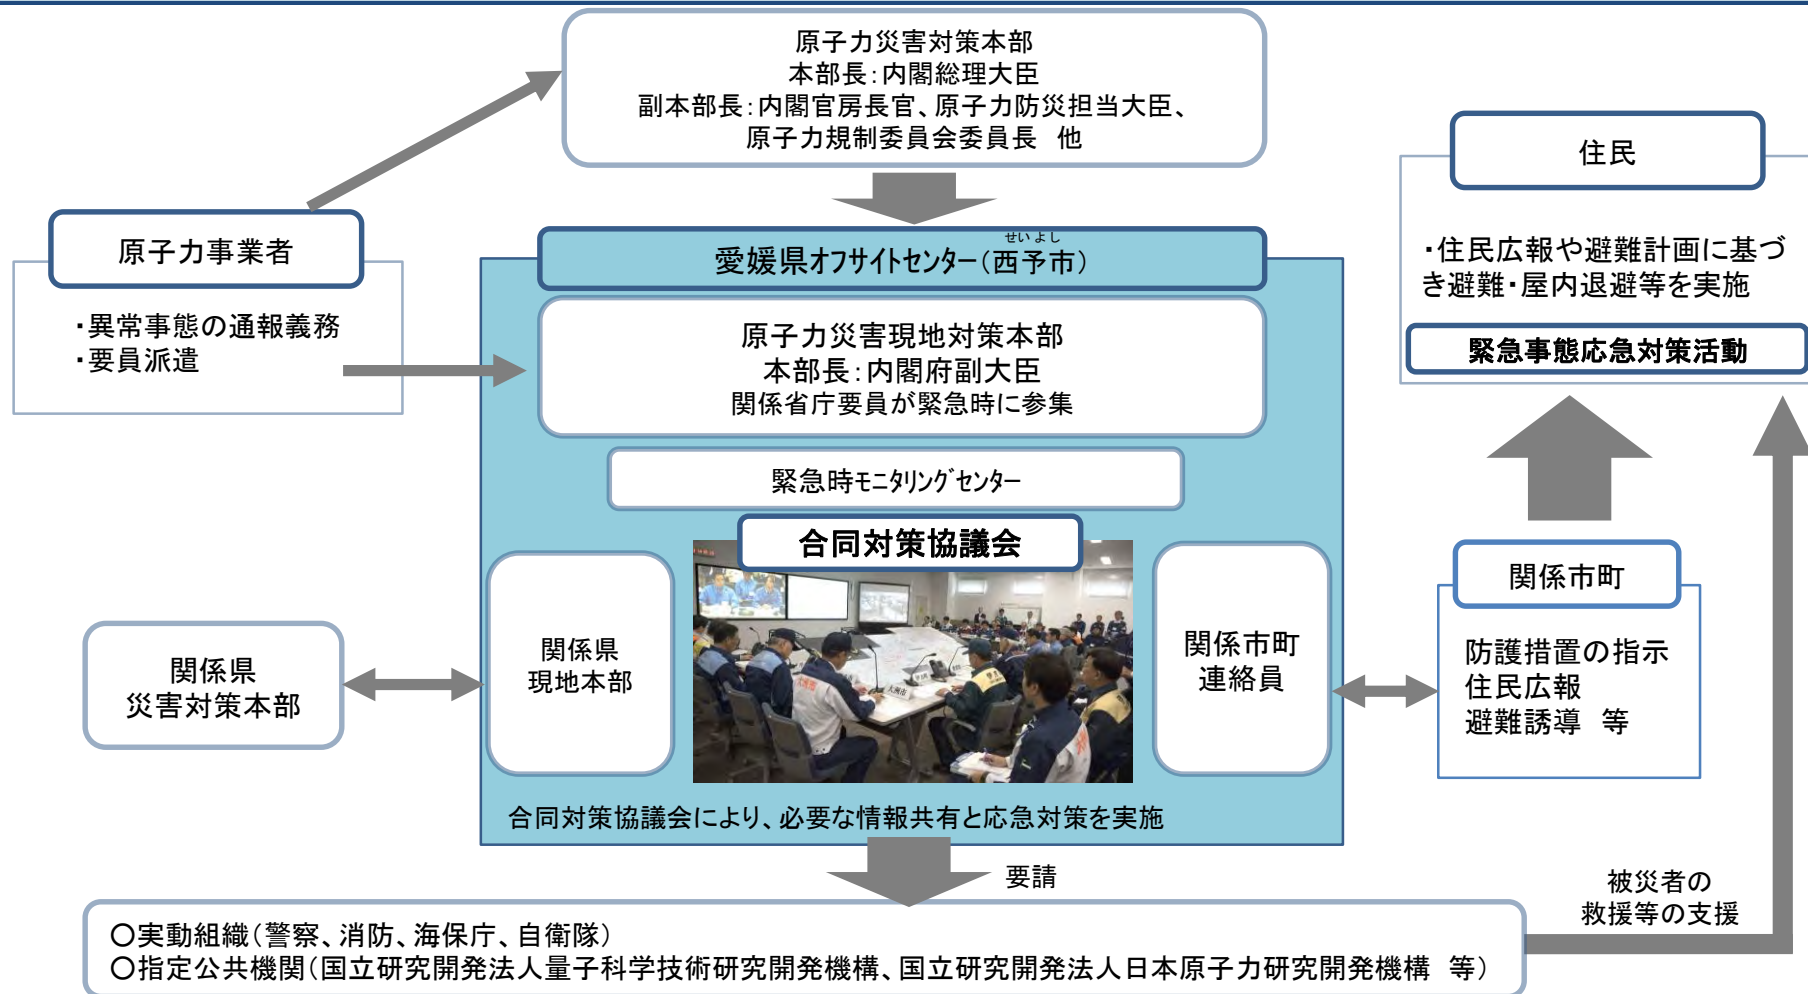 原子力災害対策本部
本部長：内閣総理大臣
副本部長：内閣官房長官、原子力防災担当大臣、
原子力規制委員会委員長　他
原子力事業者
・異常事態の通報義務
・要員派遣
せいよし
愛媛県オフサイトセンター（西予市）
原子力災害現地対策本部
本部長：内閣府副大臣
関係省庁要員が緊急時に参集
緊急時モニタリングセンター
合同対策協議会
関係県
現地本部
大洲市
関係市町
連絡員
合同対策協議会により、必要な情報共有と応急対策を実施
関係県
災害対策本部
住民
・住民広報や避難計画に基づ
き避難・屋内退避等を実施
緊急事態応急対策活動
関係市町
防護措置の指示
住民広報
避難誘導　等
要請
被災者の
救援等の支援
○実動組織（警察、消防、海保庁、自衛隊）
○指定公共機関（国立研究開発法人量子科学技術研究開発機構、国立研究開発法人日本原子力研究開発機構　等）